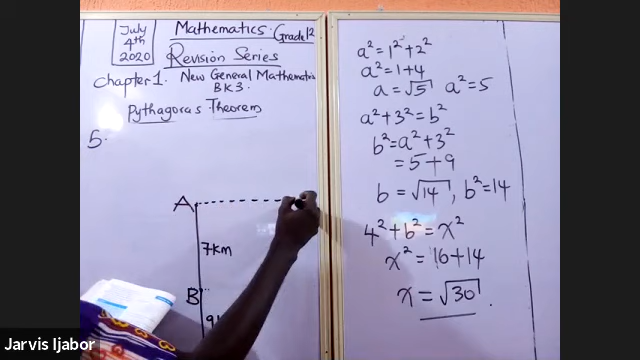 July
4th
2020
Mathematics Grade 12
Revision Series
Chapter 1. New General Mathematics
BK3.
Pythagoras Theorem
5.
A
7km
B
a² = 1² + 2²
a² = 1 + 4
a = √5 a² = 5
a² + 3² = b²
b² = a² + 3²
= 5 + 9
b = √14, b² = 14
4² + b² = x²
x² = 16 + 14
x = √30.
Jarvis Ijabor